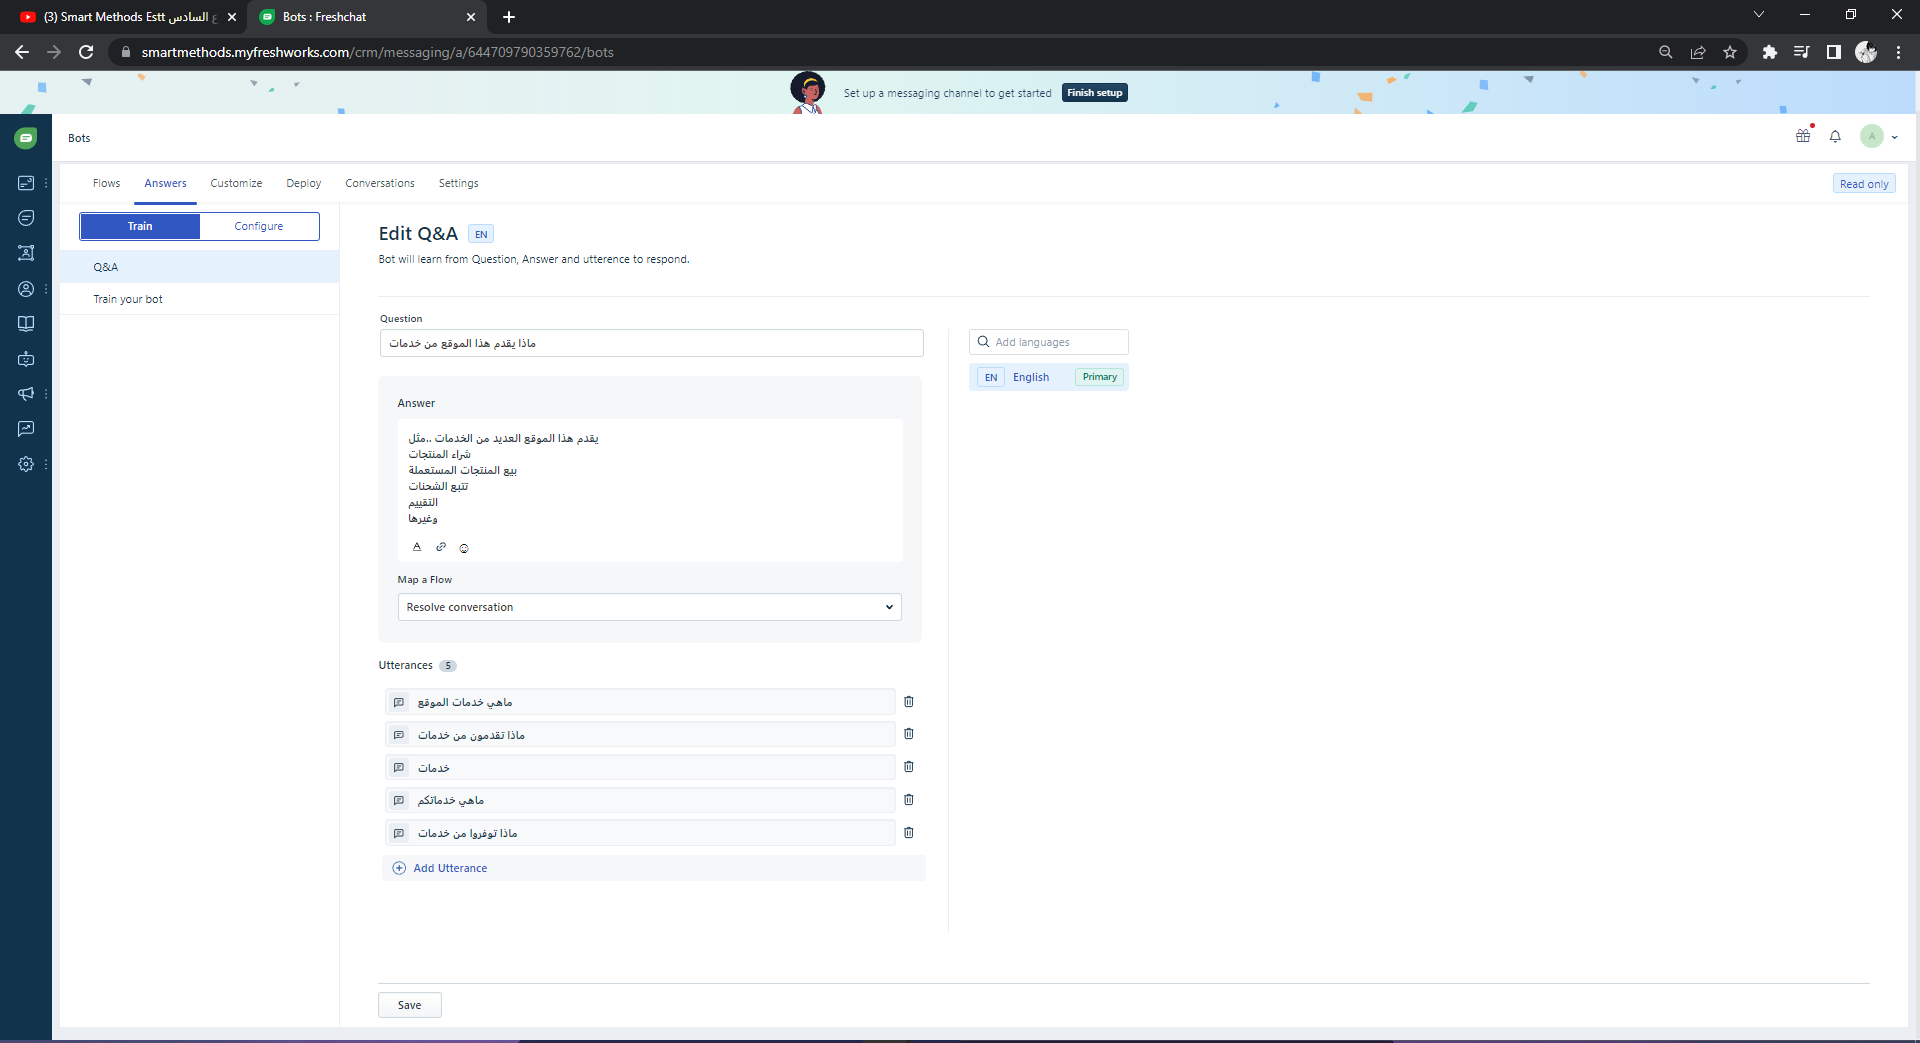 (3) Smart Methods Estt ع السادس
Bots : Freshchat
smartmethods.myfreshworks.com/crm/messaging/a/644709790359762/bots
Set up a messaging channel to get started
Finish setup
Bots
A
Flows
Answers
Customize
Deploy
Conversations
Settings
Read only
Train
Configure
Q&A
Train your bot
Edit Q&A
EN
Bot will learn from Question, Answer and utterence to respond.
Question
ماذا يقدم هذا الموقع من خدمات
Add languages
EN English Primary
Answer
يقدم هذا الموقع العديد من الخدمات ..مثل
شراء المنتجات
بيع المنتجات المستعملة
تتبع الشحنات
التقييم
وغيرها
Map a Flow
Resolve conversation
Utterances 5
ماهي خدمات الموقع
ماذا تقدمون من خدمات
خدمات
ماهي خدماتكم
ماذا توفروا من خدمات
Add Utterance
Save